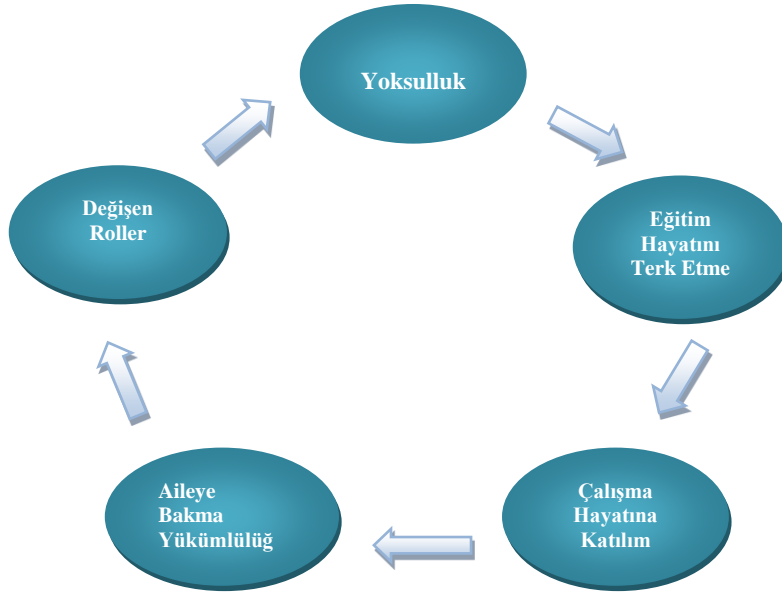 Yoksulluk
Eğitim
Hayatını
Terk Etme
Çalışma
Hayatına
Katılım
Aileye
Bakma
Yükümlülüğ
Değişen
Roller